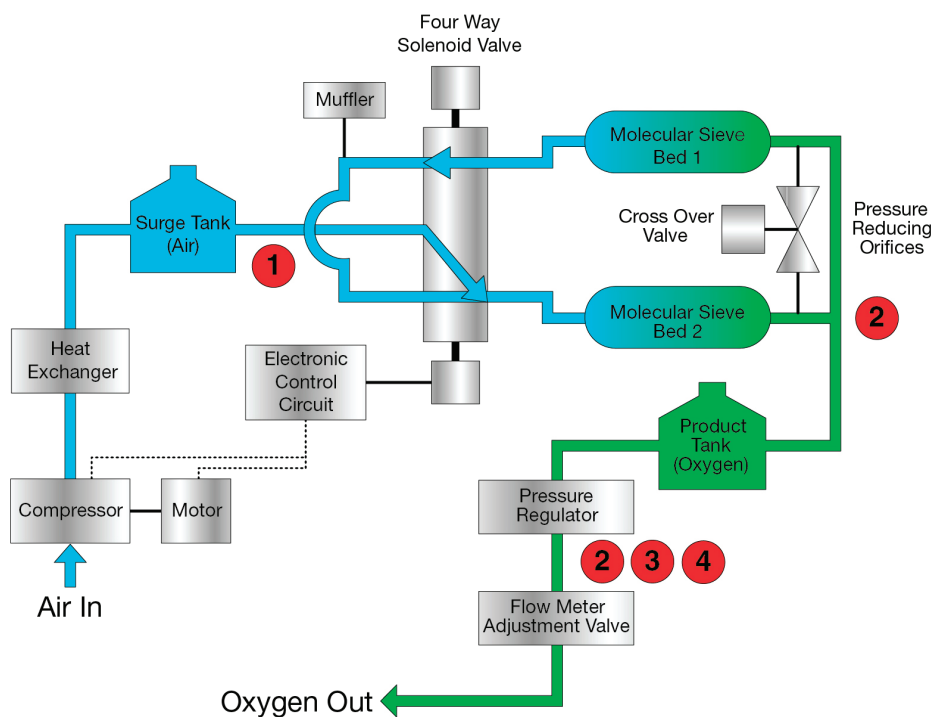 Four Way
Solenoid Valve
Muffler
Molecular Sieve
Bed 1
Surge Tank
(Air)
Cross Over
Valve
Pressure
Reducing
Orifices
1
Molecular Sieve
Bed 2
2
Heat
Exchanger
Electronic
Control
Circuit
Product
Tank
(Oxygen)
Compressor
Motor
Pressure
Regulator
2 3 4
Air In
Flow Meter
Adjustment Valve
Oxygen Out